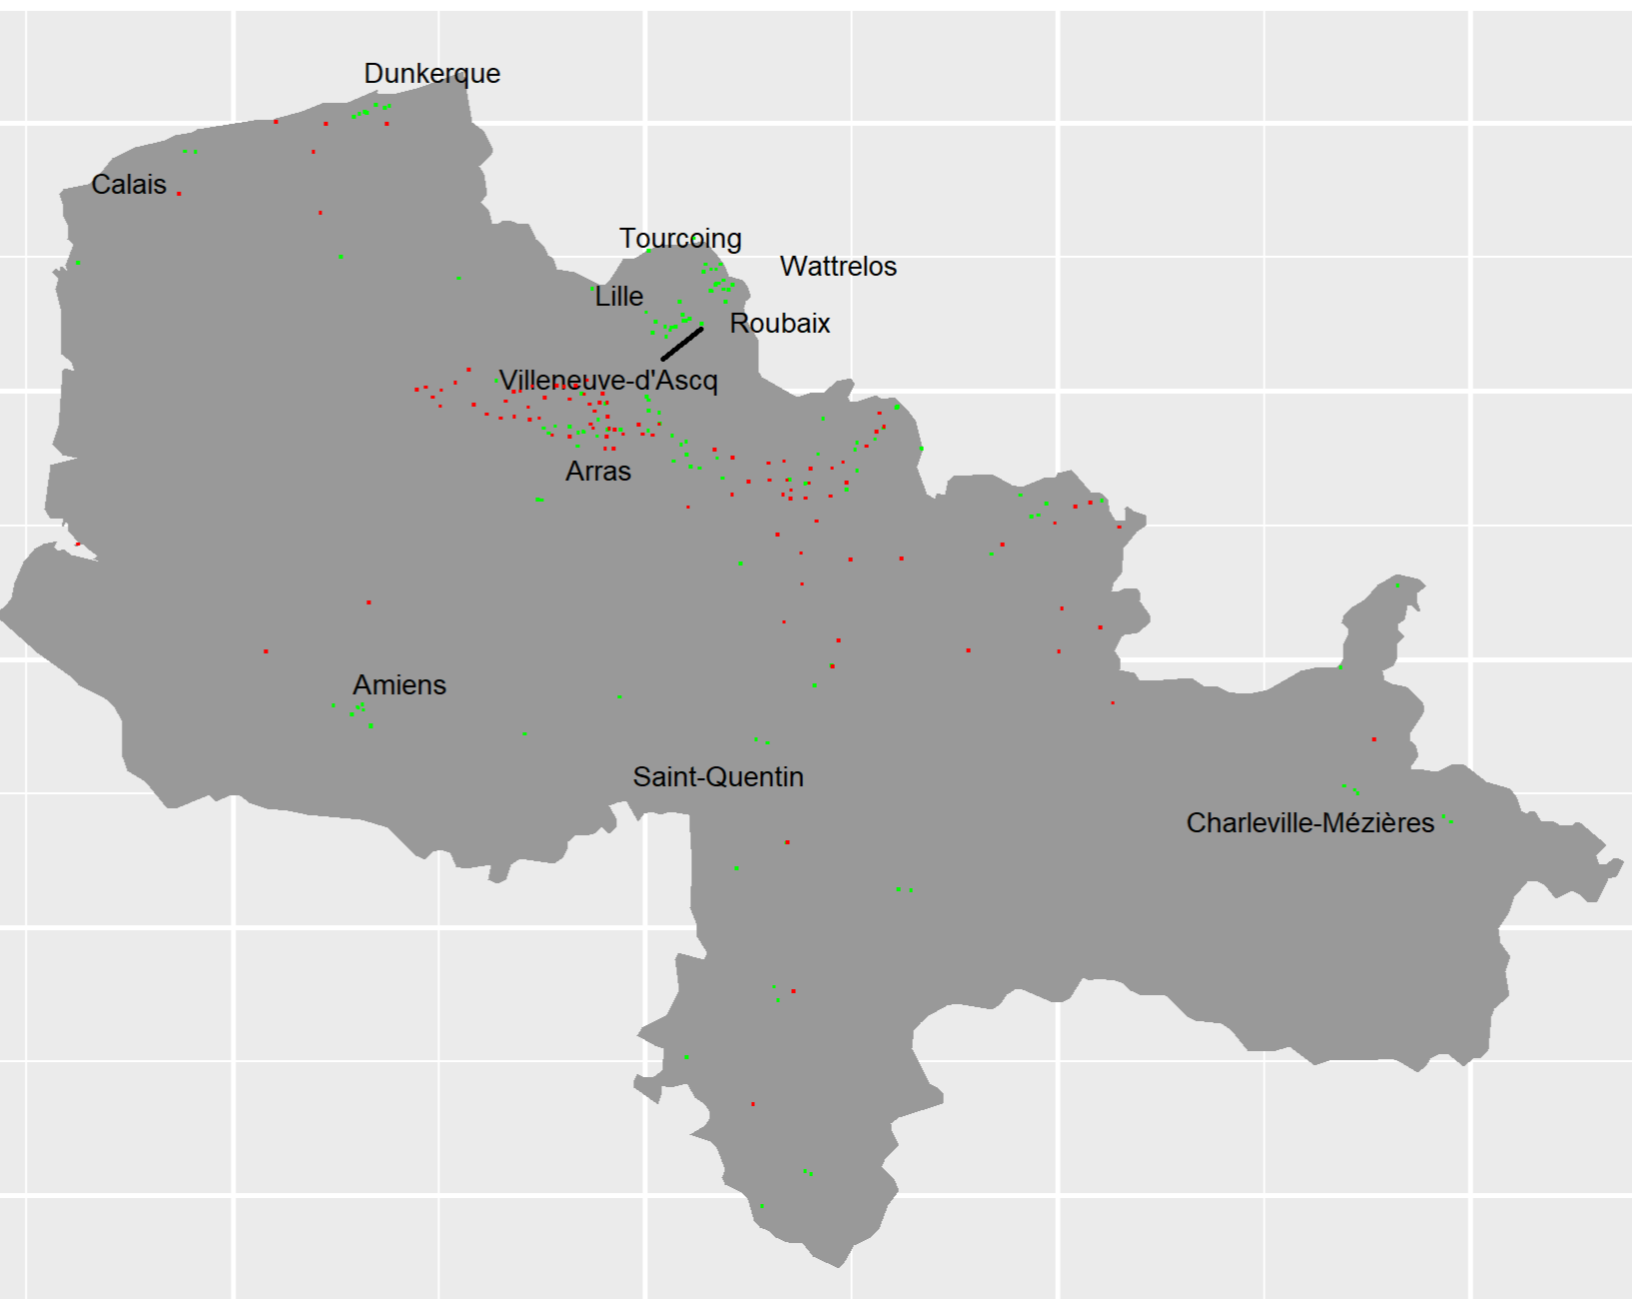 Dunkerque
Calais
Tourcoing
Wattrelos
Lille
Roubaix
Villeneuve-d'Ascq
Arras
Amiens
Saint-Quentin
Charleville-Mézières